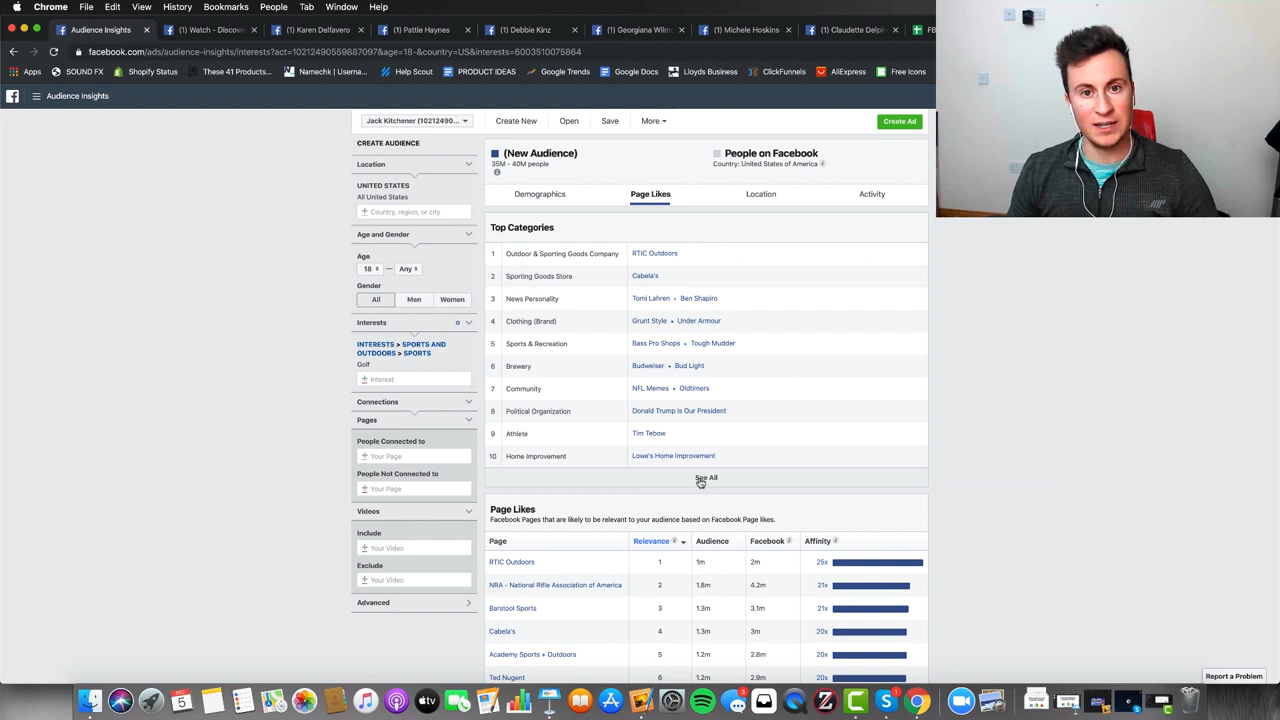 Chrome File Edit View History Bookmarks People Tab Window Help
Audience Insights
(1) Watch - Discov
(1) Karen Delfavero
(1) Pattie Haynes
(1) Debbie Kinz
(1) Georgiana Wilm
(1) Michele Hoskins
(1) Claudette Delp
FB
facebook.com/ads/audience-insights/interests?act=10212490559887097&age=18-&country=US&interests=6003510075864
Apps
SOUND FX
Shopify Status
These 41 Products...
Namechk | Userna...
Help Scout
PRODUCT IDEAS
Google Trends
Google Docs
Lloyds Business
ClickFunnels
AliExpress
Free Icons
Audience Insights
Jack Kitchener (10212490...
Create New
Open
Save
More
Create Ad
CREATE AUDIENCE
Location
UNITED STATES
All United States
Country, region, or city
Age and Gender
Age
18 — Any
Gender
All Men Women
Interests
INTERESTS > SPORTS AND
OUTDOORS > SPORTS
Golf
Interest
Connections
Pages
People Connected to
Your Page
People Not Connected to
Your Page
Videos
Include
Your Video
Exclude
Your Video
Advanced
(New Audience)
35M - 40M people
People on Facebook
Country: United States of America
Demographics Page Likes Location Activity
Top Categories
1 Outdoor & Sporting Goods Company RTIC Outdoors
2 Sporting Goods Store Cabela's
3 News Personality Tomi Lahren • Ben Shapiro
4 Clothing (Brand) Grunt Style • Under Armour
5 Sports & Recreation Bass Pro Shops • Tough Mudder
6 Brewery Budweiser • Bud Light
7 Community NFL Memes • Oldtimers
8 Political Organization Donald Trump Is Our President
9 Athlete Tim Tebow
10 Home Improvement Lowe's Home Improvement
See All
Page Likes
Facebook Pages that are likely to be relevant to your audience based on Facebook Page likes.
Page Relevance Audience Facebook Affinity
RTIC Outdoors 1 1m 2m 25x
NRA - National Rifle Association of America 2 1.8m 4.2m 21x
Barstool Sports 3 1.3m 3.1m 21x
Cabela's 4 1.3m 3m 20x
Academy Sports + Outdoors 5 1.2m 2.8m 20x
Ted Nugent 6 1.2m 2.9m 20x
Report a Problem